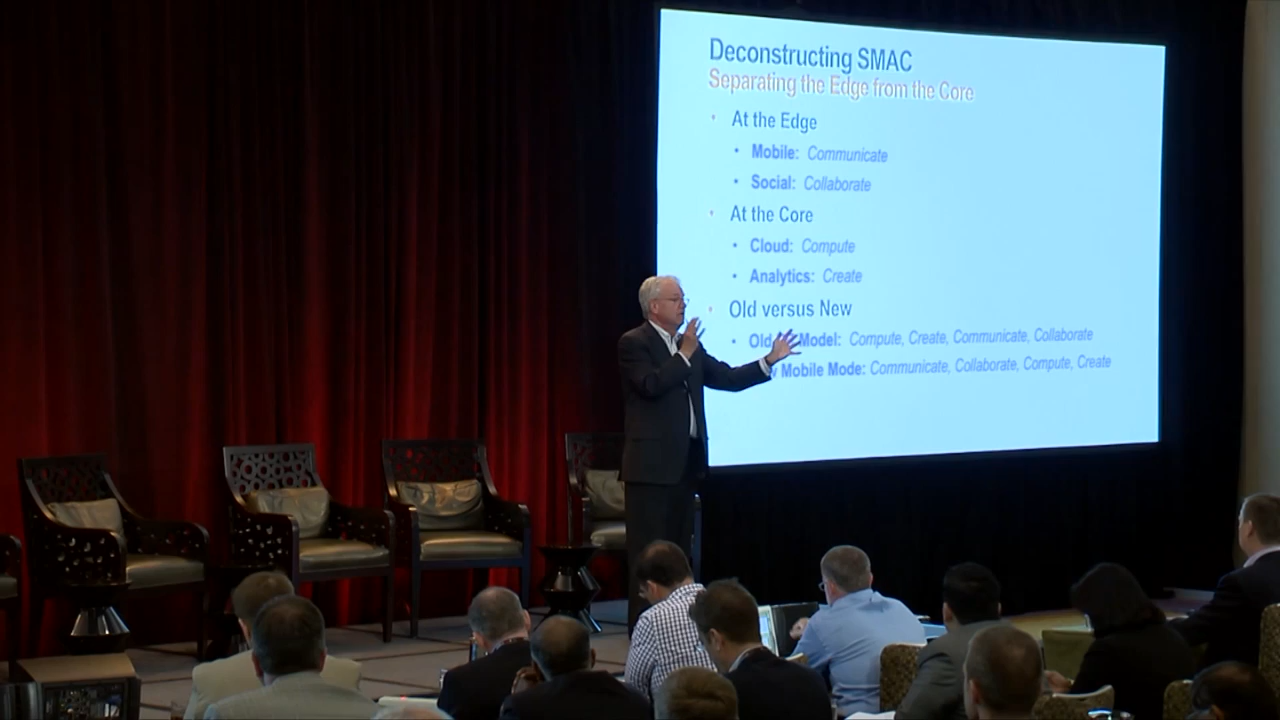 Deconstructing SMAC
Separating the Edge from the Core
• At the Edge
• Mobile: Communicate
• Social: Collaborate
• At the Core
• Cloud: Compute
• Analytics: Create
• Old versus New
• Old Model: Compute, Create, Communicate, Collaborate
Mobile Mode: Communicate, Collaborate, Compute, Create